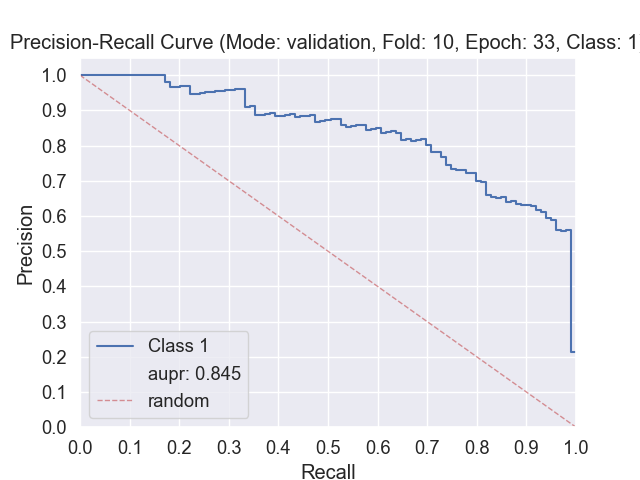 Precision-Recall Curve (Mode: validation, Fold: 10, Epoch: 33, Class: 1
1.0
0.9
0.8
0.7
0.6
0.5
0.4
0.3
0.2
0.1
0.0
Precision
Class 1
aupr: 0.845
random
0.0 0.1 0.2 0.3 0.4 0.5 0.6 0.7 0.8 0.9 1.0
Recall